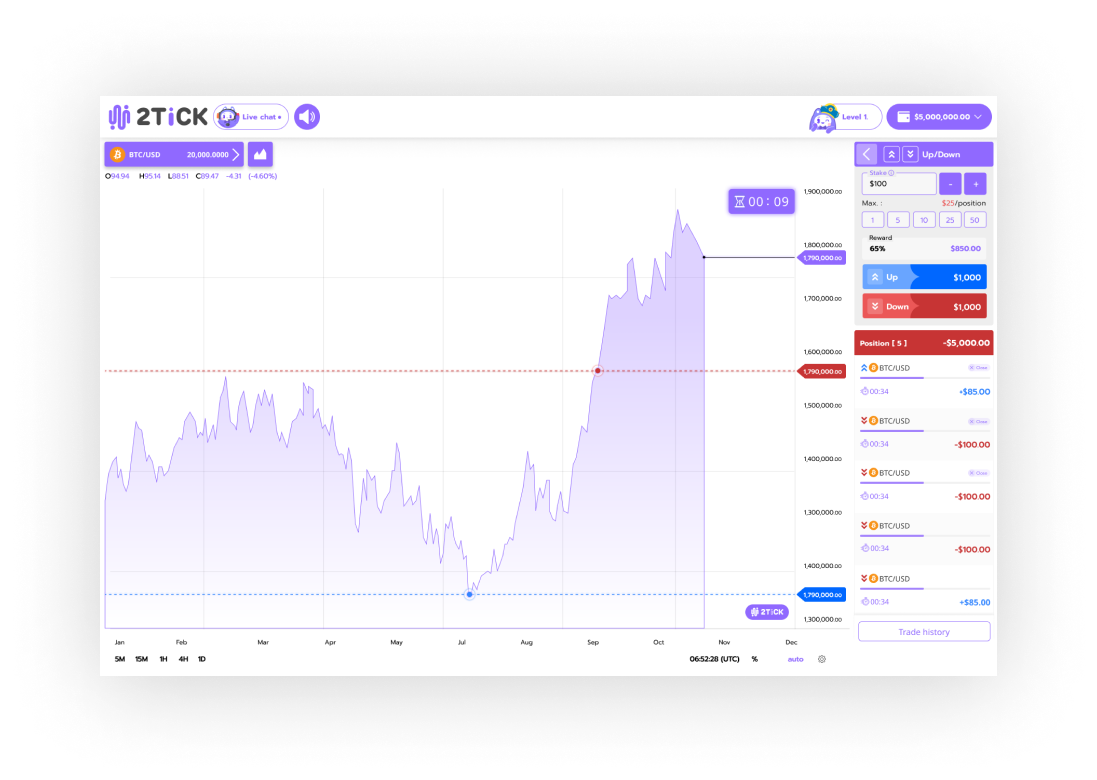 2TiCK
Live chat
Level 1
$5,000,000.00
BTC/USD 20,000.0000
O94.94 H95.14 L88.51 C89.47 -4.31 (-4.60%)
00 : 09
1,900,000.00
1,800,000.00
1,790,000.00
1,700,000.00
1,600,000.00
1,790,000.00
1,500,000.00
1,400,000.00
1,300,000.00
1,400,000.00
1,790,000.00
1,300,000.00
2TiCK
Jan Feb Mar Apr May Jul Aug Sep Oct Nov Dec
5M 15M 1H 4H 1D
06:52:28 (UTC) % auto
Up/Down
Stake
$100
- +
Max. : $25/position
1 5 10 25 50
Reward
65% $850.00
Up $1,000
Down $1,000
Position [ 5 ] -$5,000.00
BTC/USD Close
00:34 +$85.00
BTC/USD Close
00:34 -$100.00
BTC/USD Close
00:34 -$100.00
BTC/USD
00:34 -$100.00
BTC/USD
00:34 +$85.00
Trade history